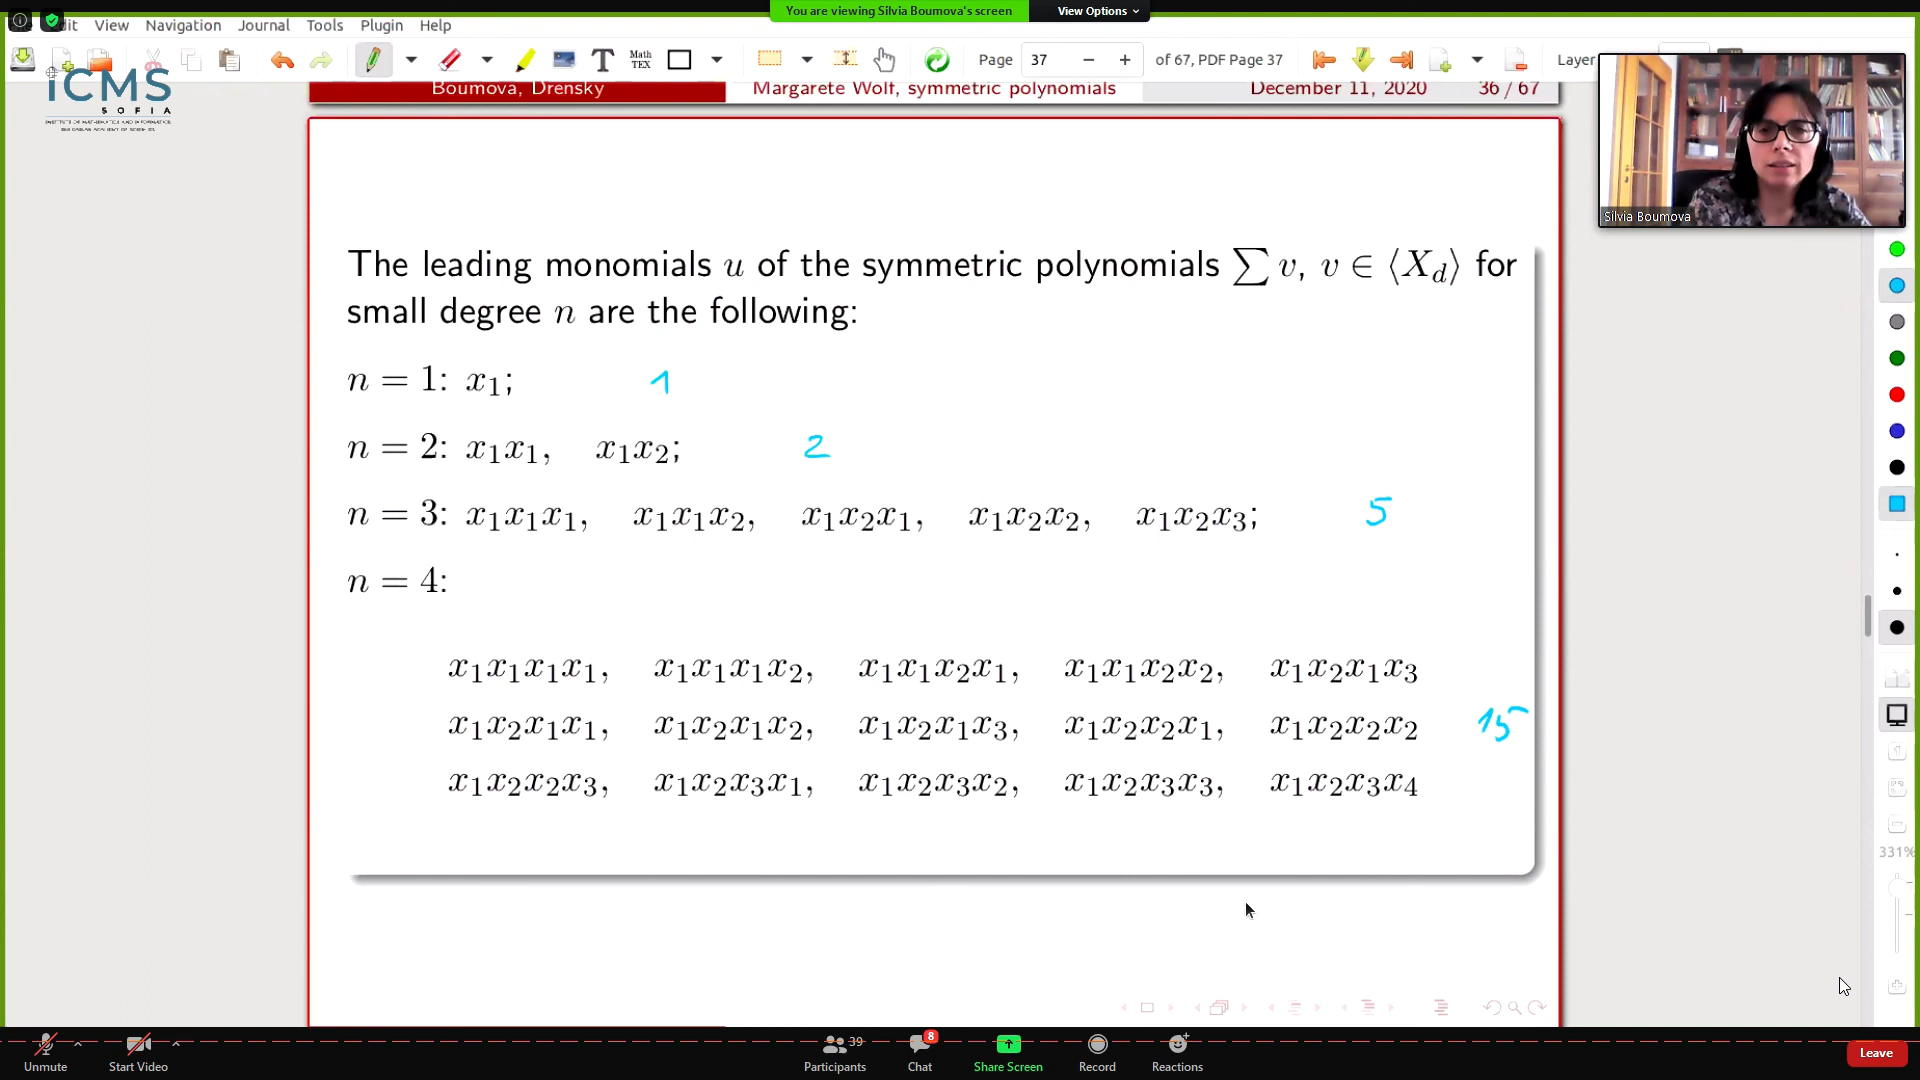 You are viewing Silvia Boumova's screen View Options
View Navigation Journal Tools Plugin Help
Math TEX Page 37 of 67, PDF Page 37 Layer
iCMS
SOFIA
Boumova, Drensky Margarete Wolf, symmetric polynomials December 11, 2020 36 / 67
Silvia Boumova
The leading monomials u of the symmetric polynomials ∑ v, v ∈ ⟨X_d⟩ for
small degree n are the following:
n = 1: x₁; 1
n = 2: x₁x₁, x₁x₂; 2
n = 3: x₁x₁x₁, x₁x₁x₂, x₁x₂x₁, x₁x₂x₂, x₁x₂x₃; 5
n = 4:
x₁x₁x₁x₁, x₁x₁x₁x₂, x₁x₁x₂x₁, x₁x₁x₂x₂, x₁x₂x₁x₃
x₁x₂x₁x₁, x₁x₂x₁x₂, x₁x₂x₁x₃, x₁x₂x₂x₁, x₁x₂x₂x₂ 15
x₁x₂x₂x₃, x₁x₂x₃x₁, x₁x₂x₃x₂, x₁x₂x₃x₃, x₁x₂x₃x₄
331%
39 8
Unmute Start Video Participants Chat Share Screen Record Reactions Leave